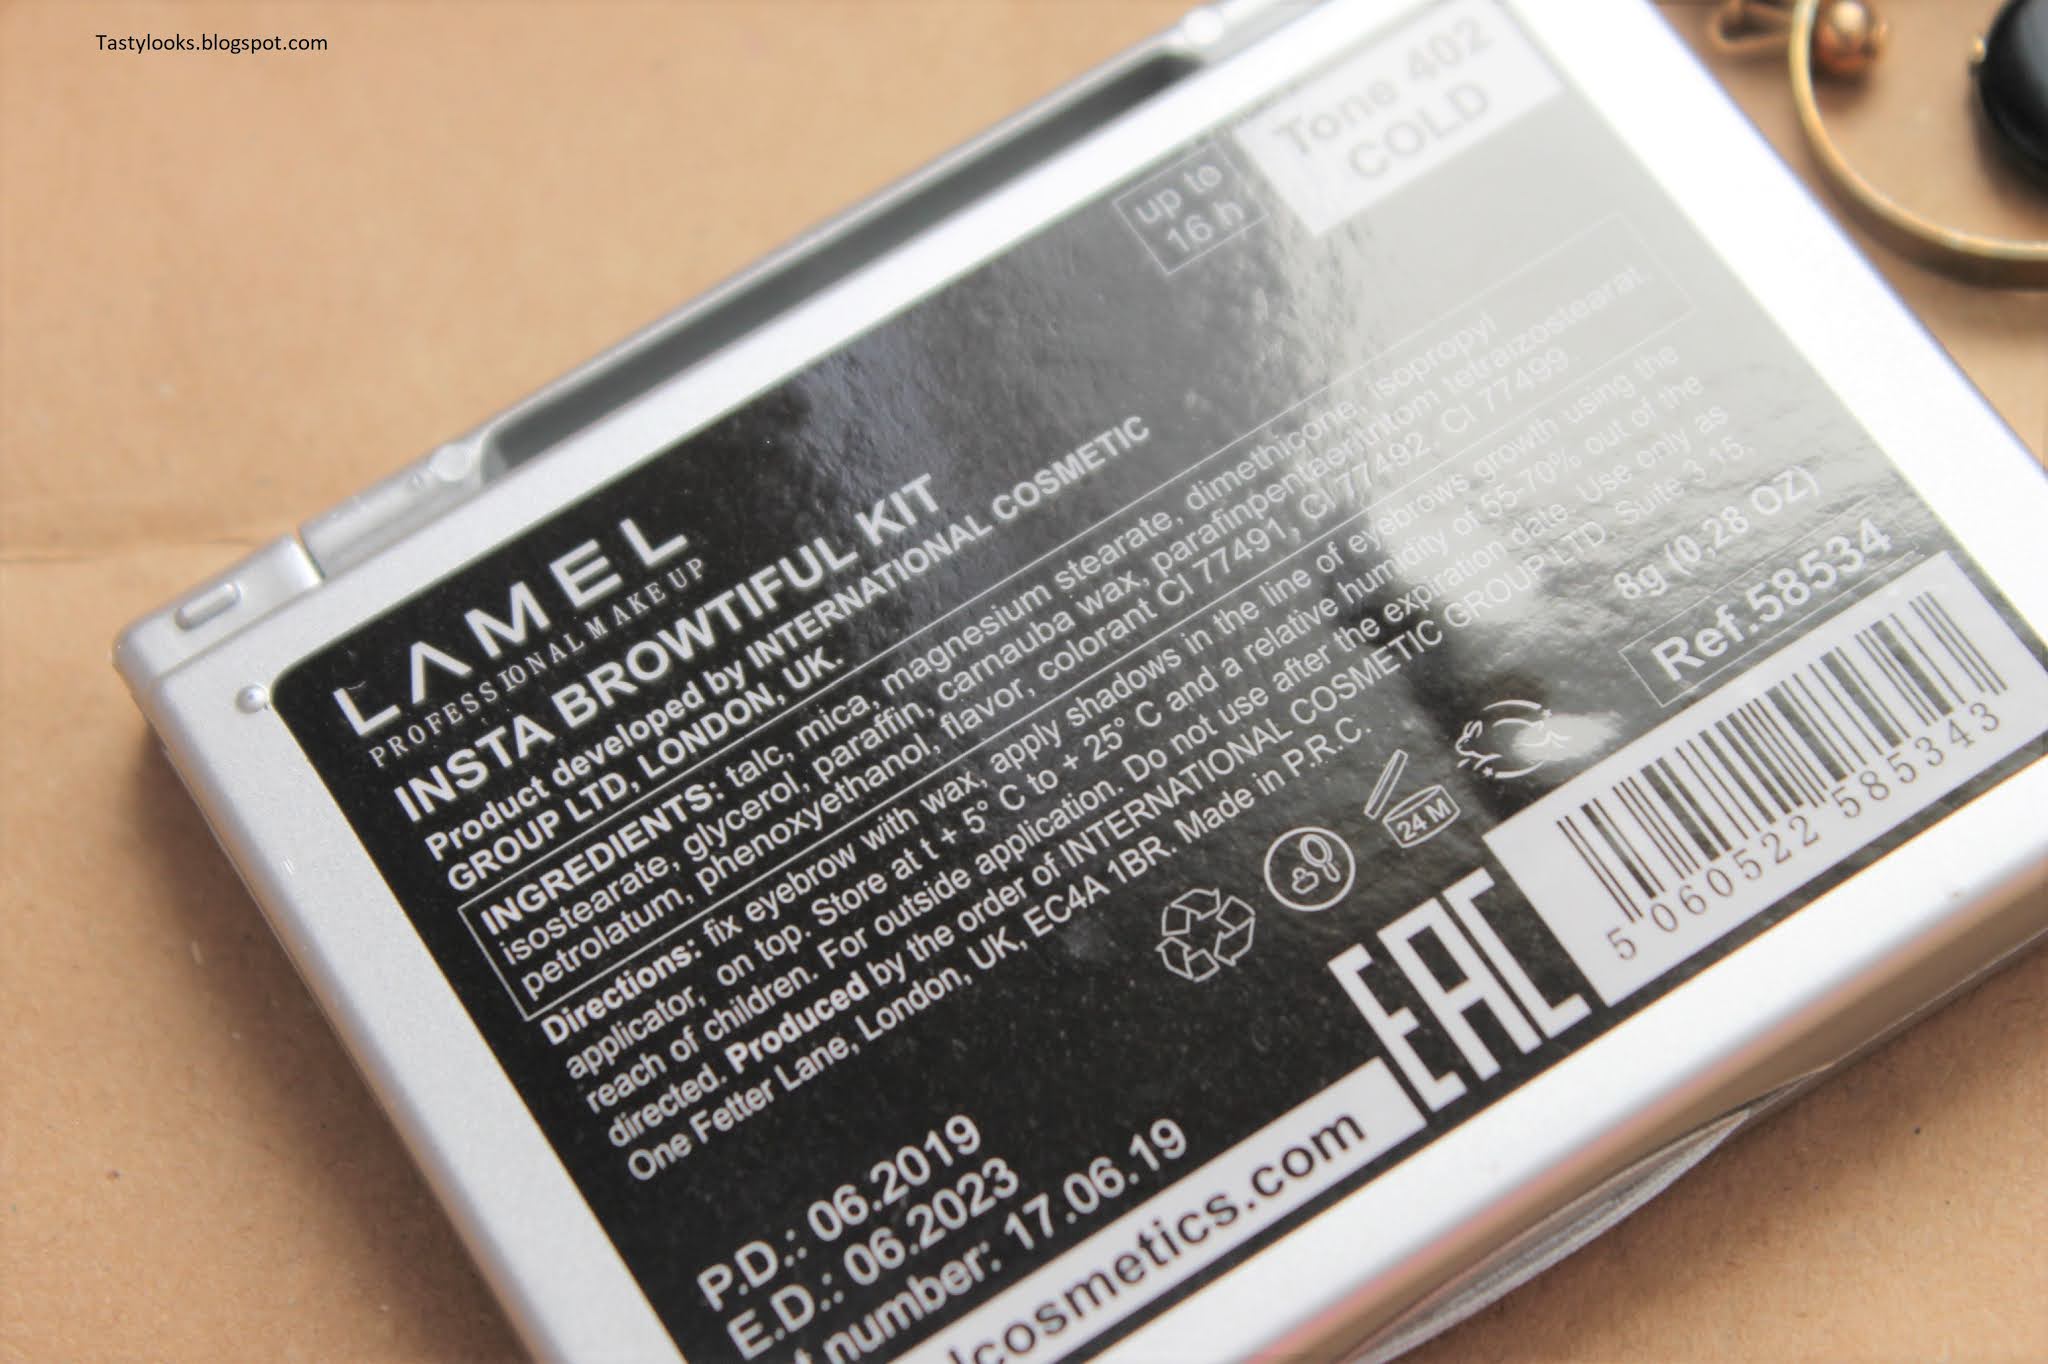 Tastylooks.blogspot.com
Tone 402
COLD
up to
16 h
LAMEL
PROFESSIONAL MAKE UP
INSTA BROWTIFUL KIT
Product developed by INTERNATIONAL COSMETIC
GROUP LTD, LONDON, UK.
INGREDIENTS: talc, mica, magnesium stearate, dimethicone, isopropyl
isostearate, glycerol, paraffin, carnauba wax, parafinpentaeritritom tetraizostearat,
petrolatum, phenoxyethanol, flavor, colorant CI 77491, CI 77492. CI 77499.
Directions: fix eyebrow with wax, apply shadows in the line of eyebrows growth using the
applicator, on top. Store at t + 5° C to + 25° C and a relative humidity of 55-70% out of the
reach of children. For outside application. Do not use after the expiration date. Use only as
directed. Produced by the order of INTERNATIONAL COSMETIC GROUP LTD. Suite 3.15,
One Fetter Lane, London, UK, EC4A 1BR. Made in P.R.C.
8g (0,28 OZ)
Ref.58534
24 M
EAC
5 060522 585343
P.D.: 06.2019
E.D.: 06.2023
number: 17.06.19
lcosmetics.com